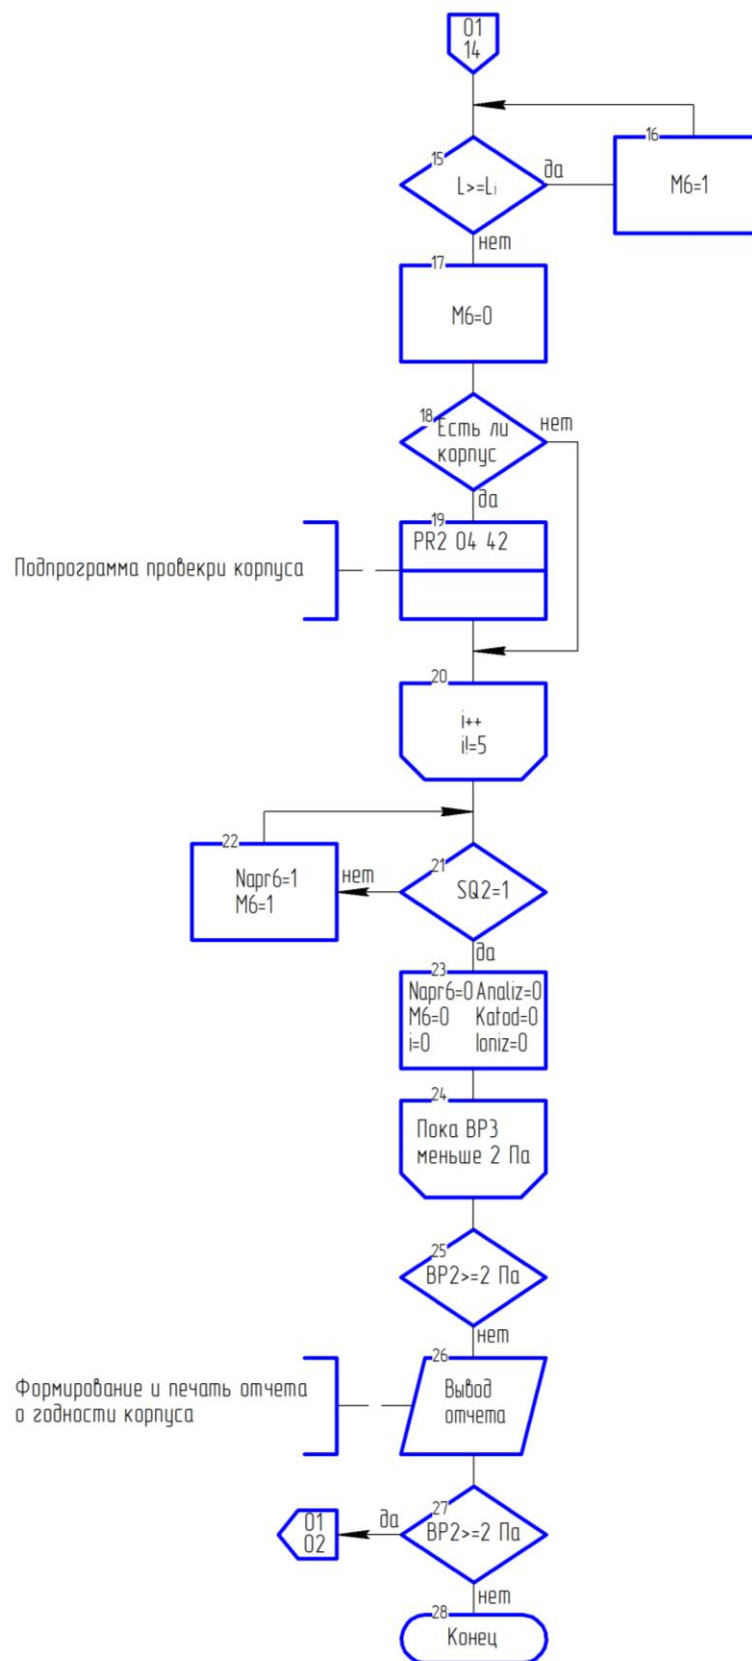 01
14
15
L>=Li
да
16
M6=1
нет
17
M6=0
18
Есть ли
корпус
нет
да
19
PR2 04 42
Подпрограмма провекри корпуса
20
i++
i!=5
22
Napr6=1
M6=1
нет
21
SQ2=1
да
23
Napr6=0 Analiz=0
M6=0 Katod=0
i=0 Ioniz=0
24
Пока ВР3
меньше 2 Па
25
ВР2>=2 Па
нет
26
Вывод
отчета
Формирование и печать отчета
о годности корпуса
27
ВР2>=2 Па
да
01
02
нет
28
Конец